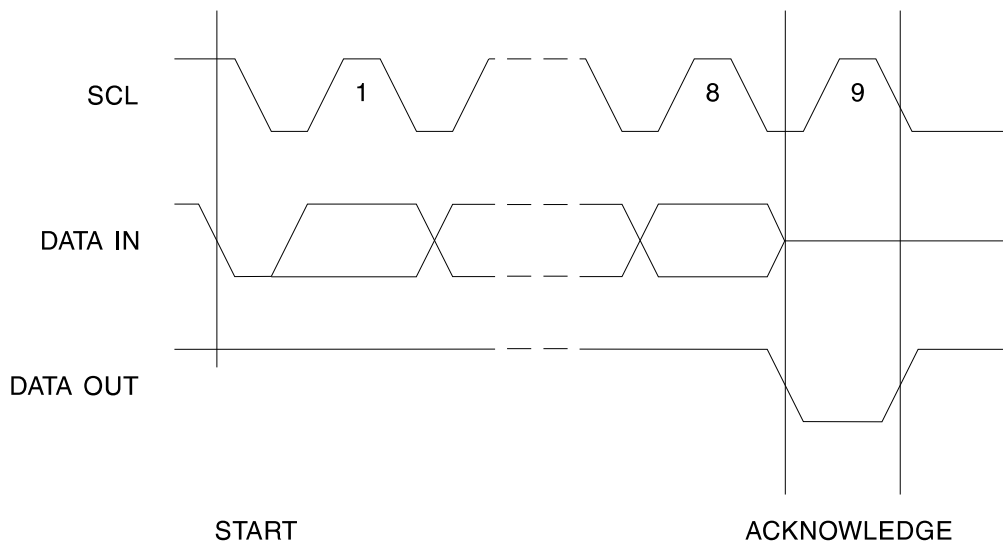 SCL
1
8
9
DATA IN
DATA OUT
START
ACKNOWLEDGE